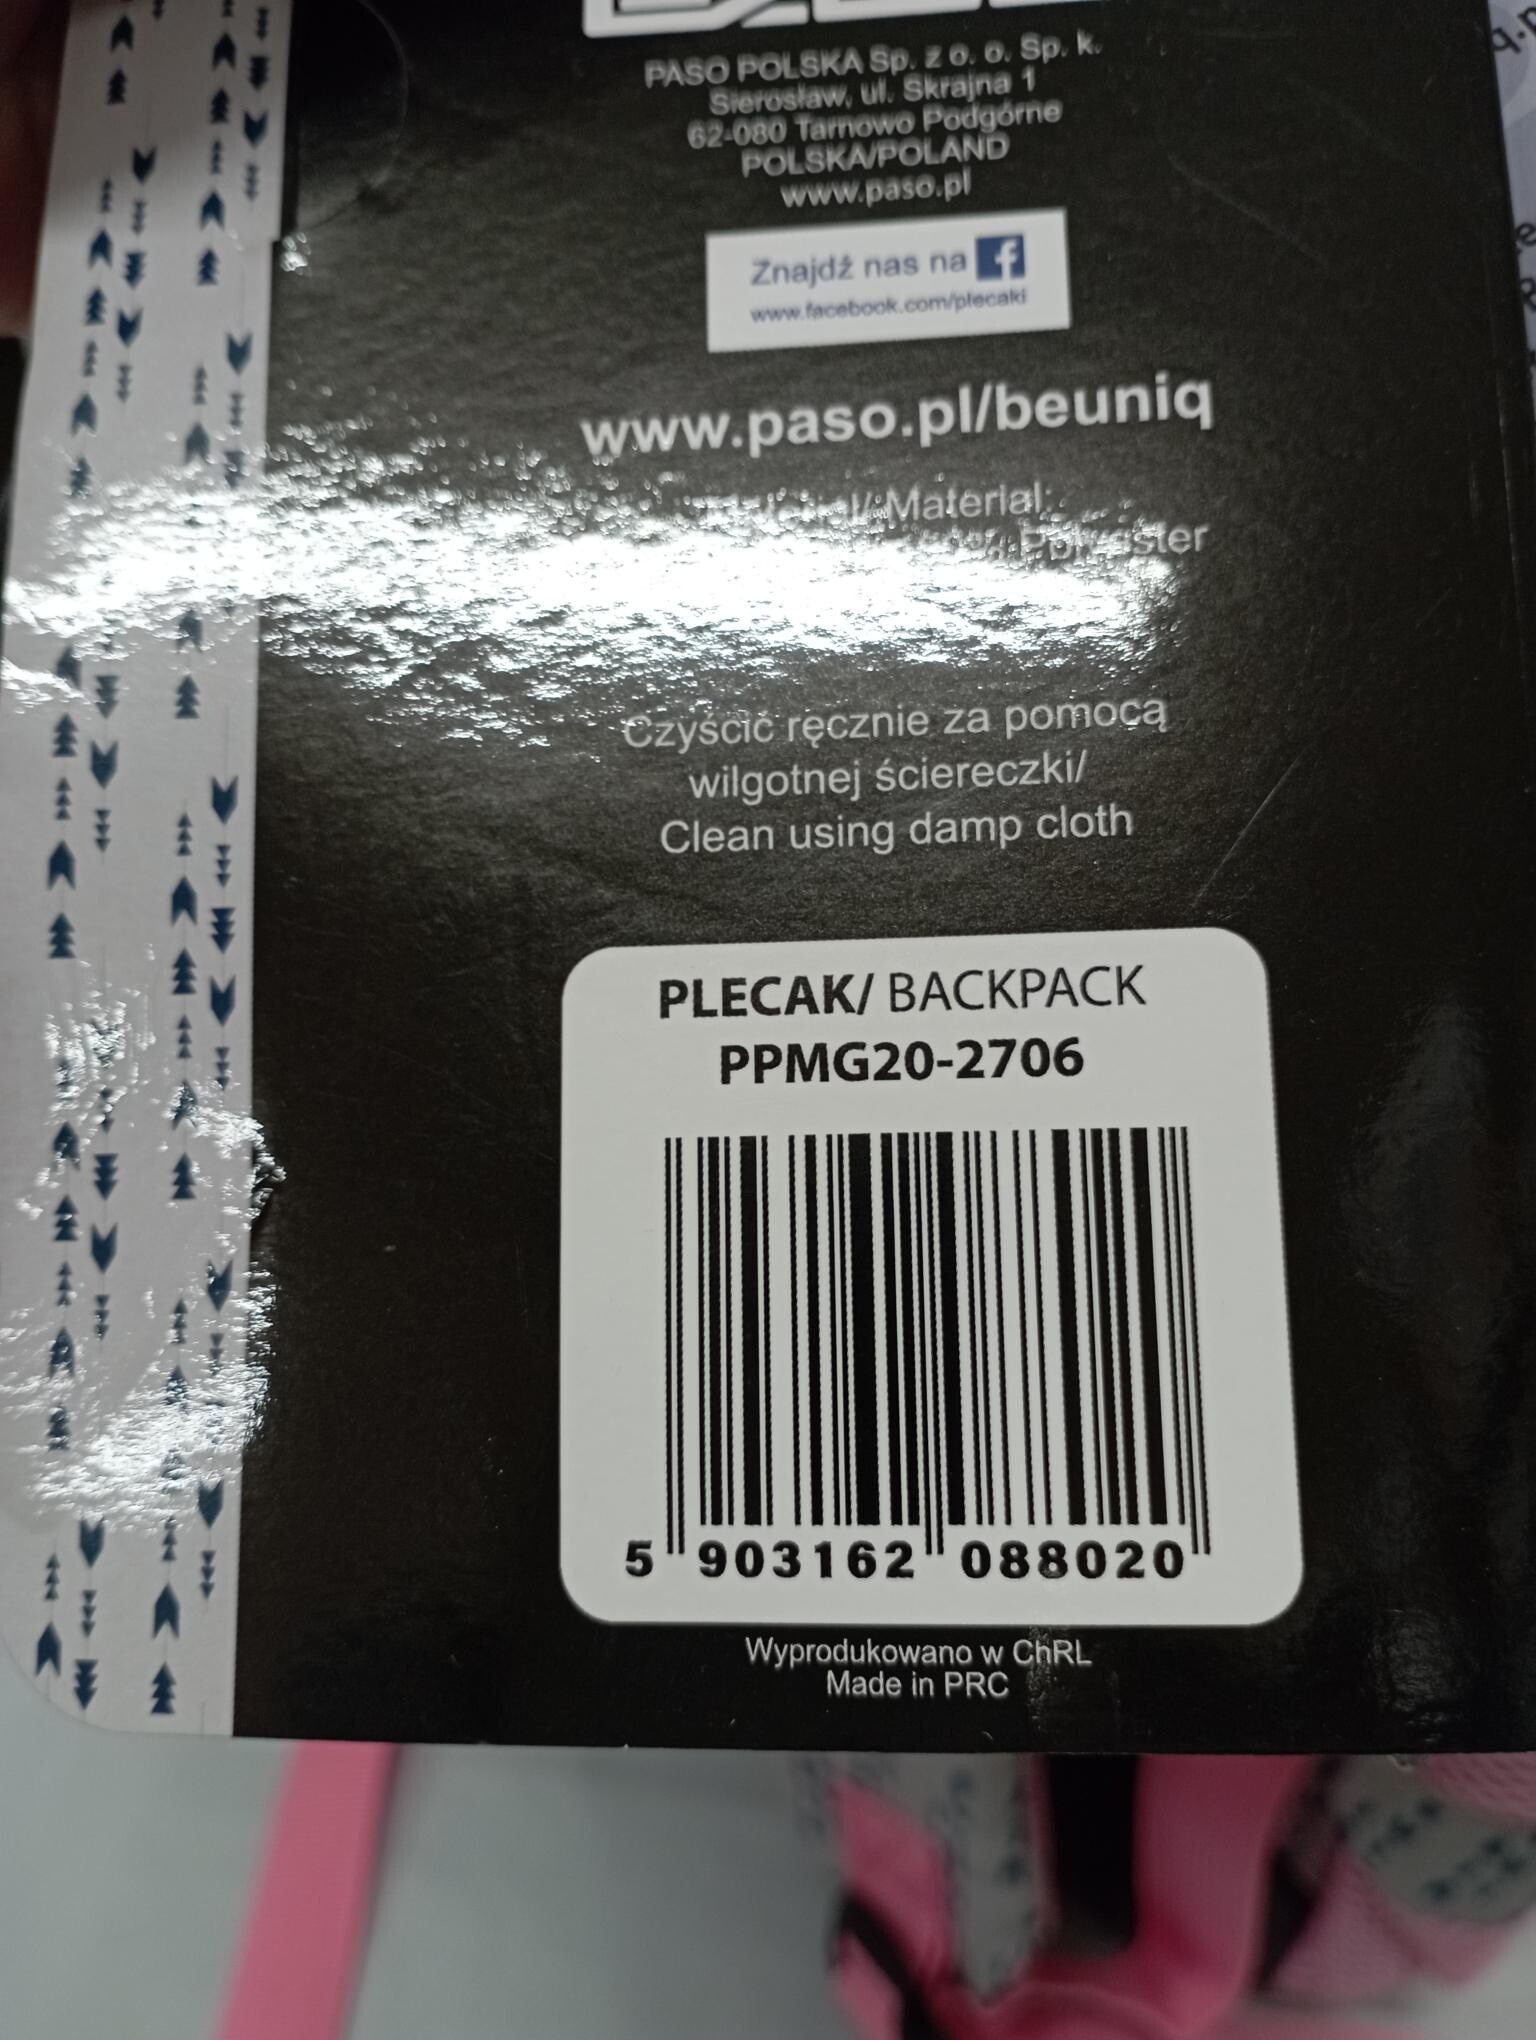 PASO POLSKA Sp. z o. o. Sp. k.
Sierosław, ul. Skrajna 1
62-080 Tarnowo Podgórne
POLSKA/POLAND
www.paso.pl
Znajdź nas na f
www.facebook.com/plecaki
www.paso.pl/beuniq
Material:
Polyester
Czyścić ręcznie za pomocą
wilgotnej ściereczki/
Clean using damp cloth
PLECAK/ BACKPACK
PPMG20-2706
5 903162 088020
Wyprodukowano w ChRL
Made in PRC